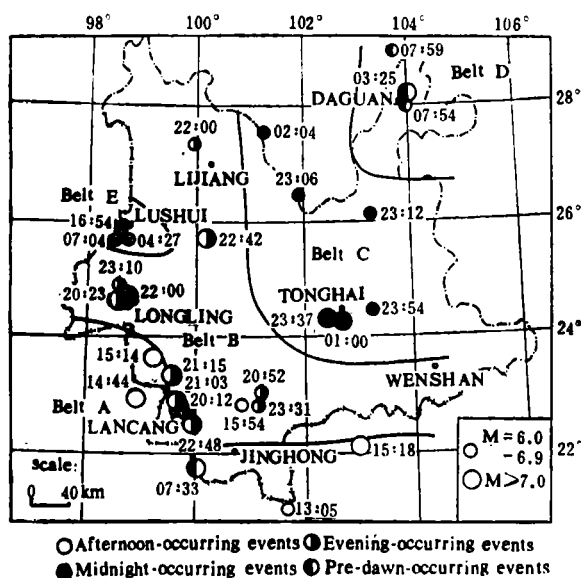 98° 100° 102° 104° 26°
07:59
03:25 Belt D
DAGUAN
28°
07:54
22:00 02:04
LIJIANG
23:06
Belt E
16:54 LUSHUI
23:12
26°
07:04 04:27 22:42
Belt C
23:10
20:23 22:00
TONGHAI
23:54
LONGLING
23:37
24°
Belt B
01:00
15:14
21:15
WENSHAN
14:44 21:03 20:52
20:12
Belt A
23:31
LANCANG
15:54
M=6.0
-6.9
22:48
22°
JINGHONG 15:18
M>7.0
scale:
0 40 km
07:33
13:05
Afternoon-occurring events Evening-occurring events
Midnight-occurring events Pre-dawn-occurring events